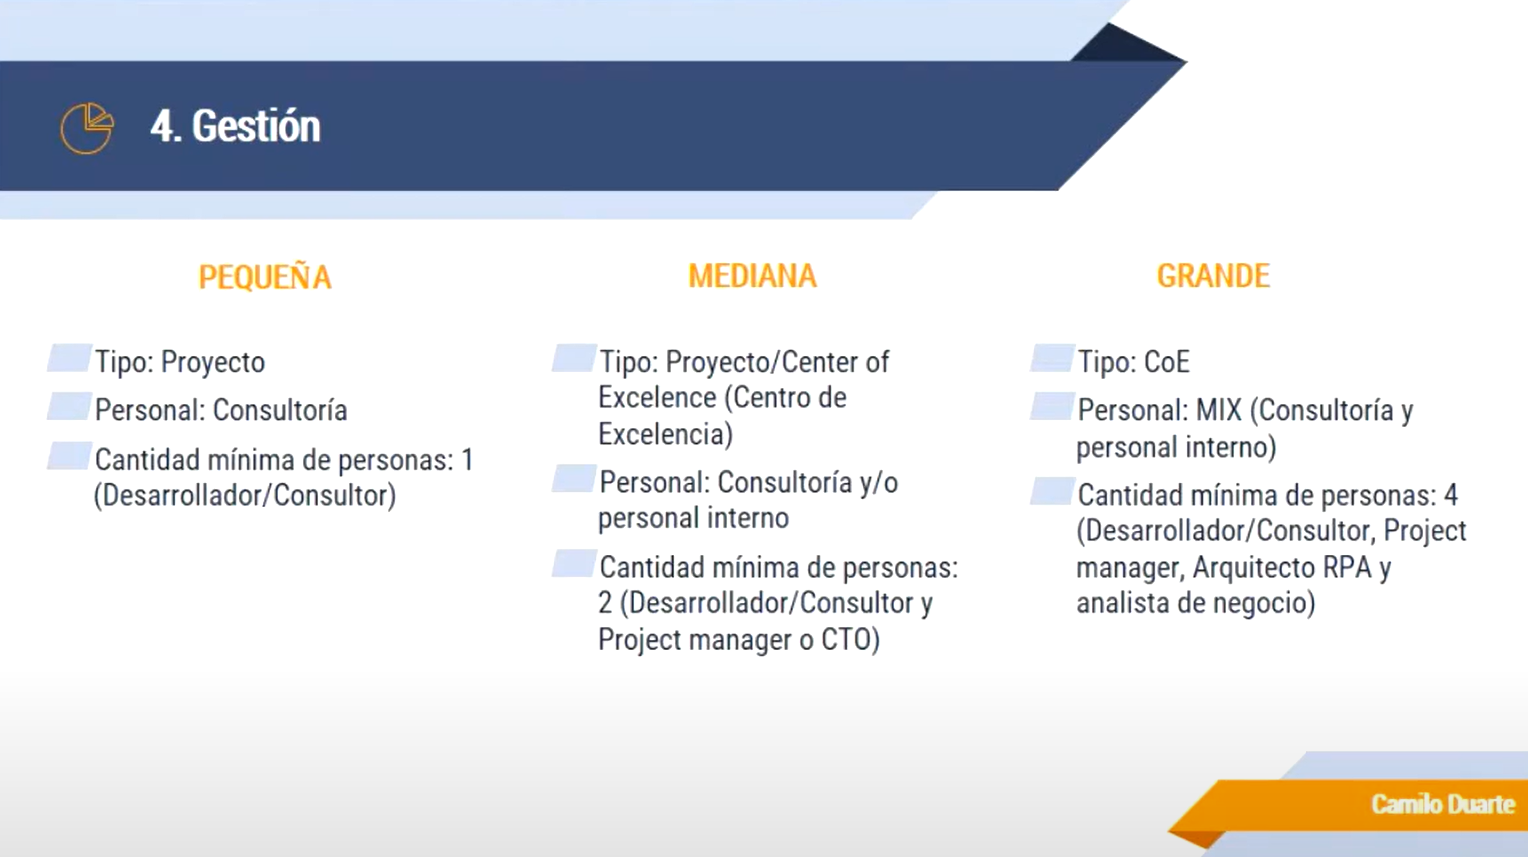 4. Gestión
PEQUEÑA
Tipo: Proyecto
Personal: Consultoría
Cantidad mínima de personas: 1
(Desarrollador/Consultor)
MEDIANA
Tipo: Proyecto/Center of
Excelence (Centro de
Excelencia)
Personal: Consultoría y/o
personal interno
Cantidad mínima de personas:
2 (Desarrollador/Consultor y
Project manager o CTO)
GRANDE
Tipo: CoE
Personal: MIX (Consultoría y
personal interno)
Cantidad mínima de personas: 4
(Desarrollador/Consultor, Project
manager, Arquitecto RPA y
analista de negocio)
Camilo Duarte